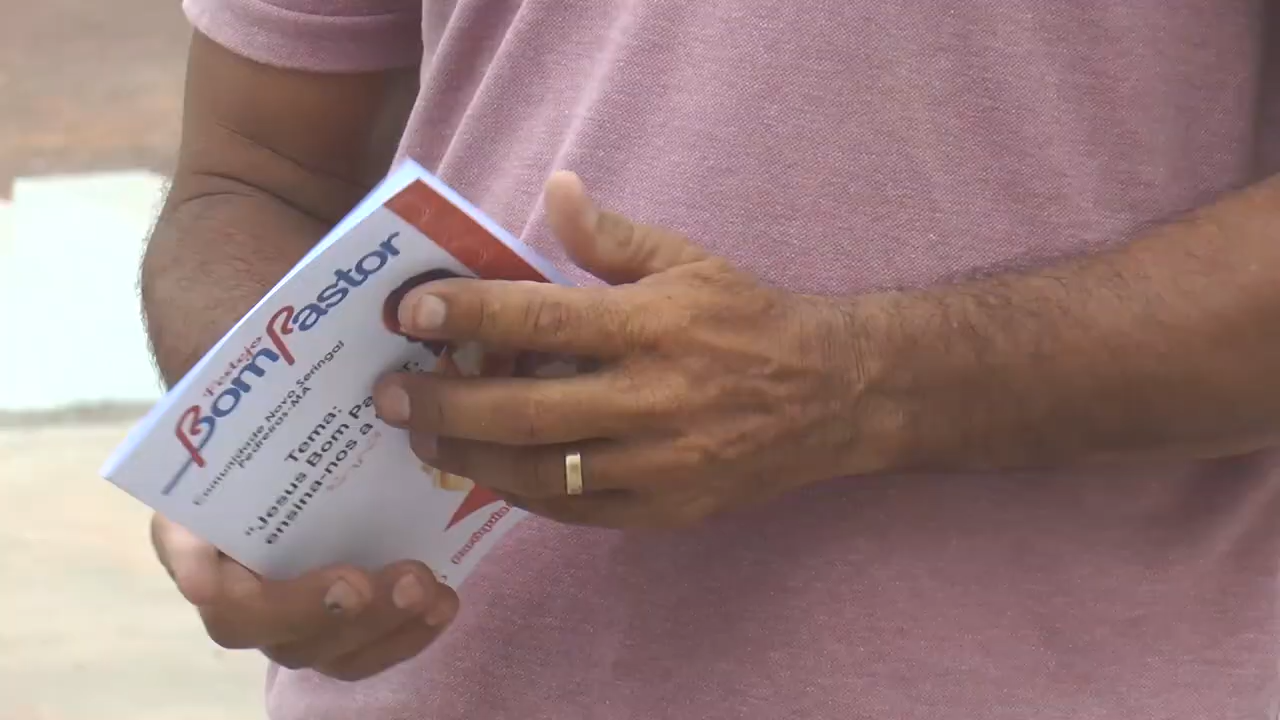 Festejo
Bom Pastor
Comunidade Novo Seringal
Pedreiras-MA
Tema:
"Jesus Bom Pa
ensina-nos a